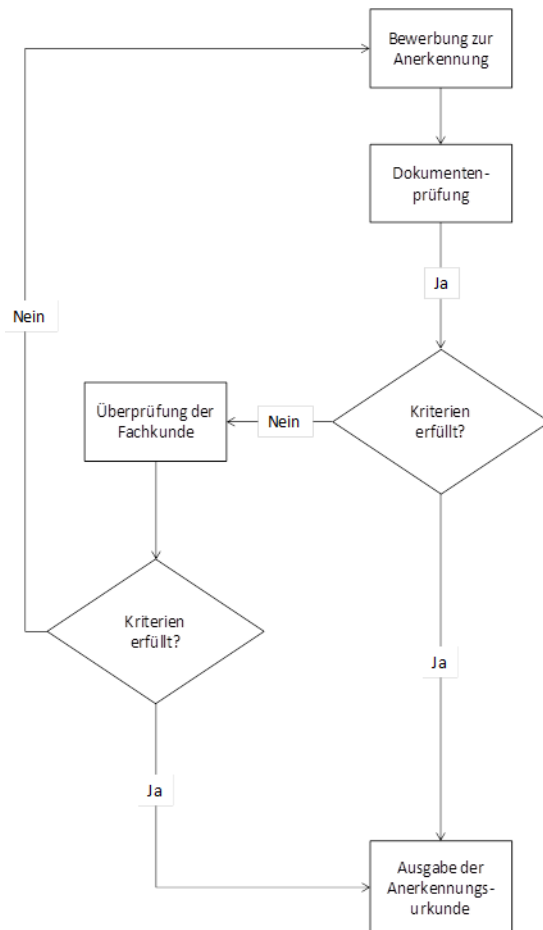 Bewerbung zur
Anerkennung
Dokumenten-
prüfung
Ja
Nein
Kriterien
erfüllt?
Nein
Überprüfung der
Fachkunde
Kriterien
erfüllt?
Ja
Ja
Ausgabe der
Anerkennungs-
urkunde